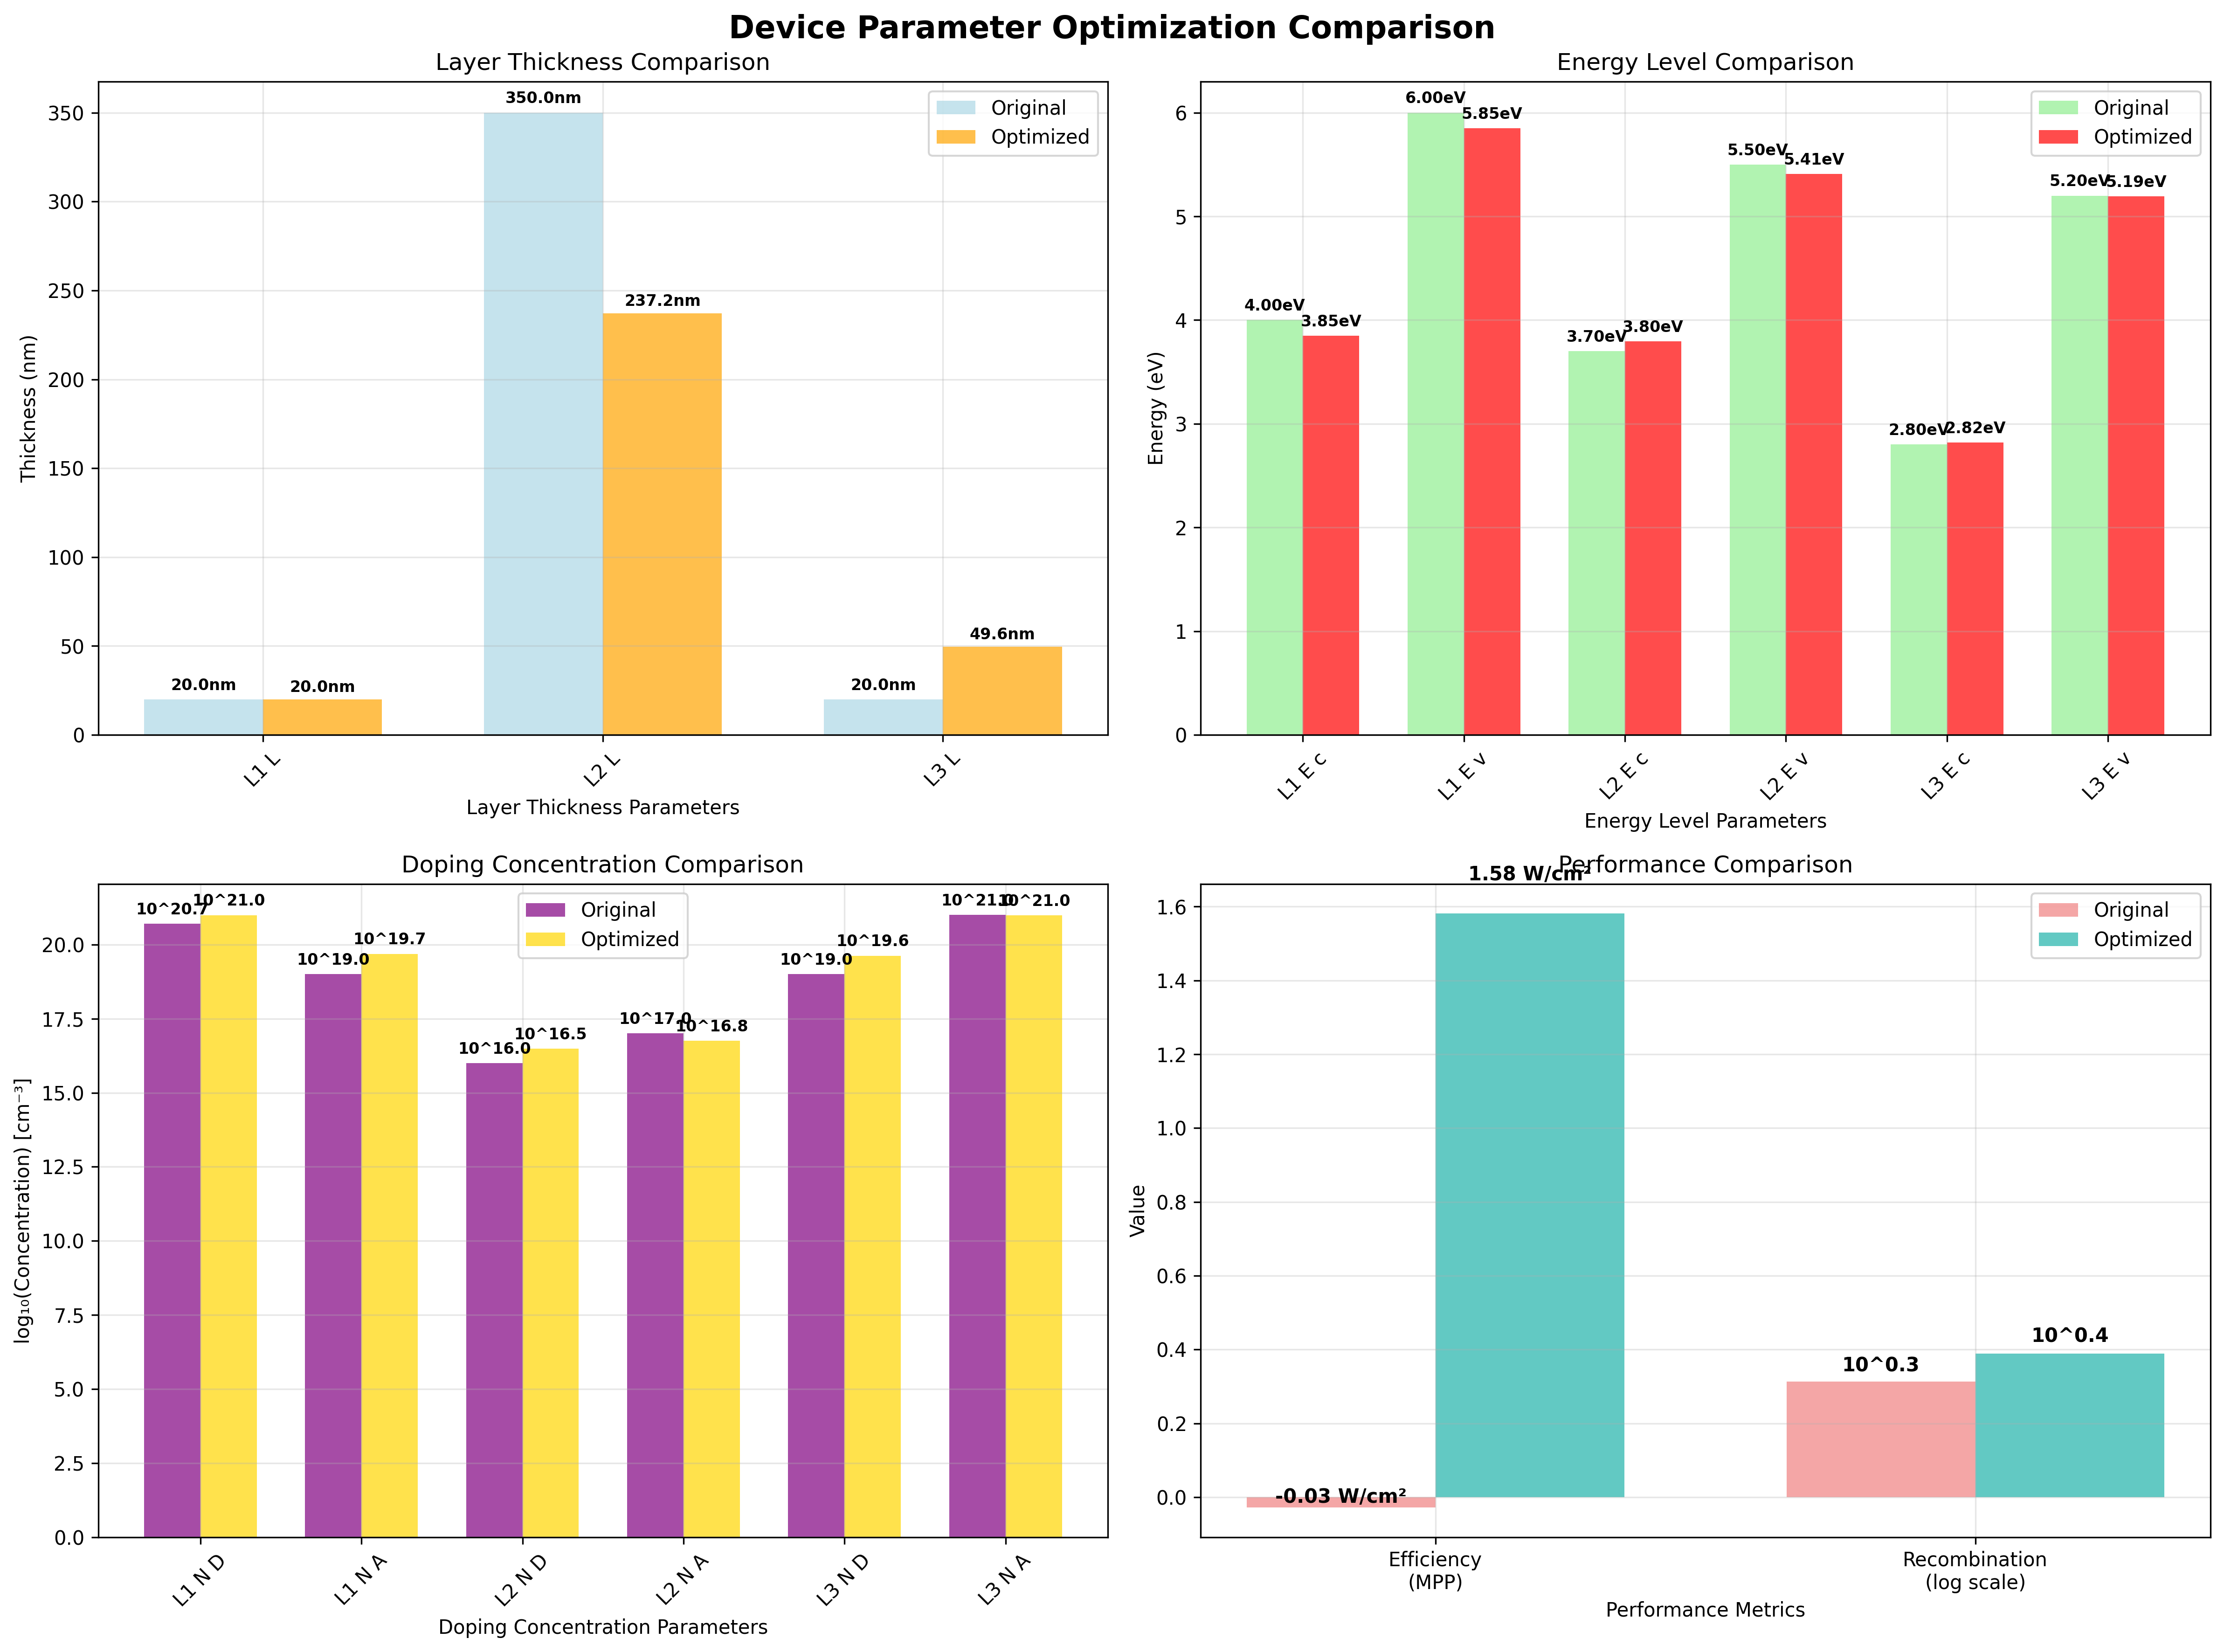 Device Parameter Optimization Comparison
Layer Thickness Comparison
350.0nm
237.2nm
49.6nm
20.0nm
20.0nm
20.0nm
Original
Optimized
350
300
250
200
150
100
50
0
Thickness (nm)
L1 L
L2 L
L3 L
Layer Thickness Parameters
Energy Level Comparison
4.00eV
3.85eV
6.00eV
5.85eV
3.70eV
3.80eV
5.50eV
5.41eV
2.80eV
2.82eV
5.20eV
5.19eV
Original
Optimized
6
5
4
3
2
1
0
Energy (eV)
L1 E c
L1 E v
L2 E c
L2 E v
L3 E c
L3 E v
Energy Level Parameters
Doping Concentration Comparison
10^20.7
10^21.0
10^19.0
10^19.7
10^16.0
10^16.5
10^17.0
10^16.8
10^19.0
10^19.6
10^21.0
10^21.0
Original
Optimized
20.0
17.5
15.0
12.5
10.0
7.5
5.0
2.5
0.0
log₁₀(Concentration) [cm⁻³]
L1 N D
L1 N A
L2 N D
L2 N A
L3 N D
L3 N A
Doping Concentration Parameters
Performance Comparison
1.58 W/cm²
-0.03 W/cm²
10^0.3
10^0.4
Original
Optimized
1.6
1.4
1.2
1.0
0.8
0.6
0.4
0.2
0.0
Value
Efficiency
(MPP)
Recombination
(log scale)
Performance Metrics